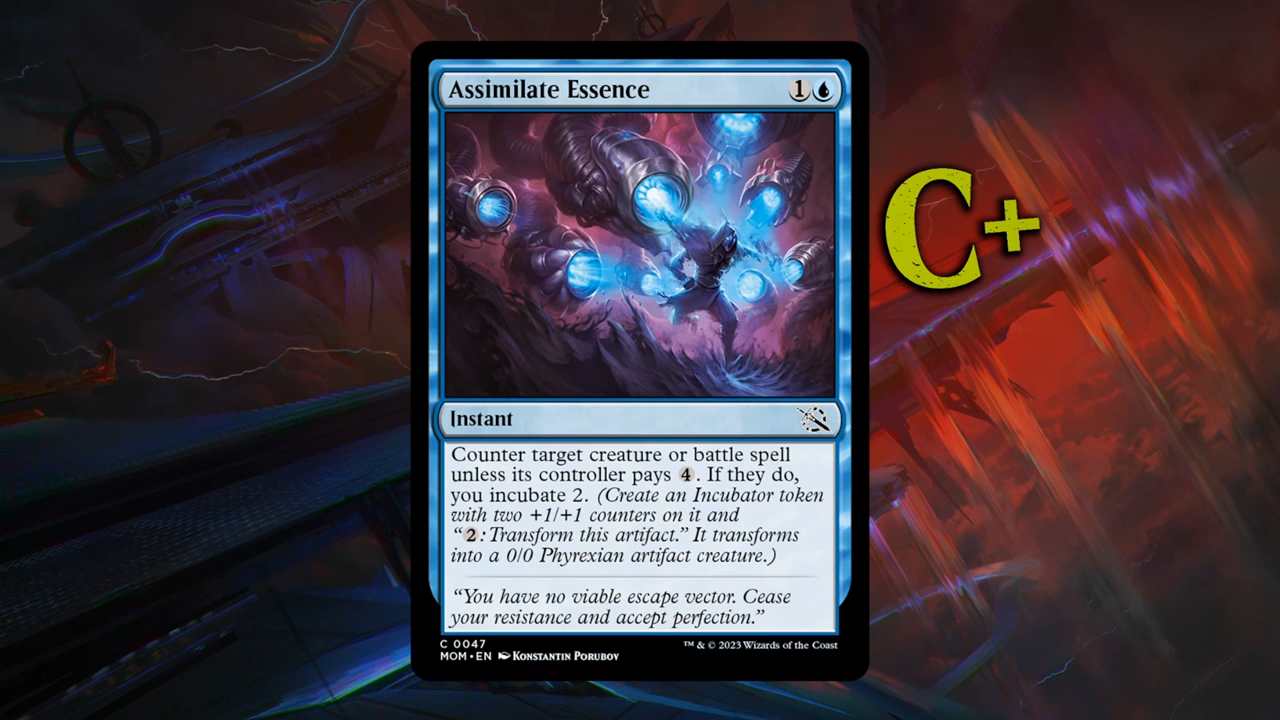 Assimilate Essence 1
C+
Instant
Counter target creature or battle spell
unless its controller pays 4. If they do,
you incubate 2. (Create an Incubator token
with two +1/+1 counters on it and
“2: Transform this artifact.” It transforms
into a 0/0 Phyrexian artifact creature.)
“You have no viable escape vector. Cease
your resistance and accept perfection.”
C 0047
MOM • EN Konstantin Porubov
™ & © 2023 Wizards of the Coast